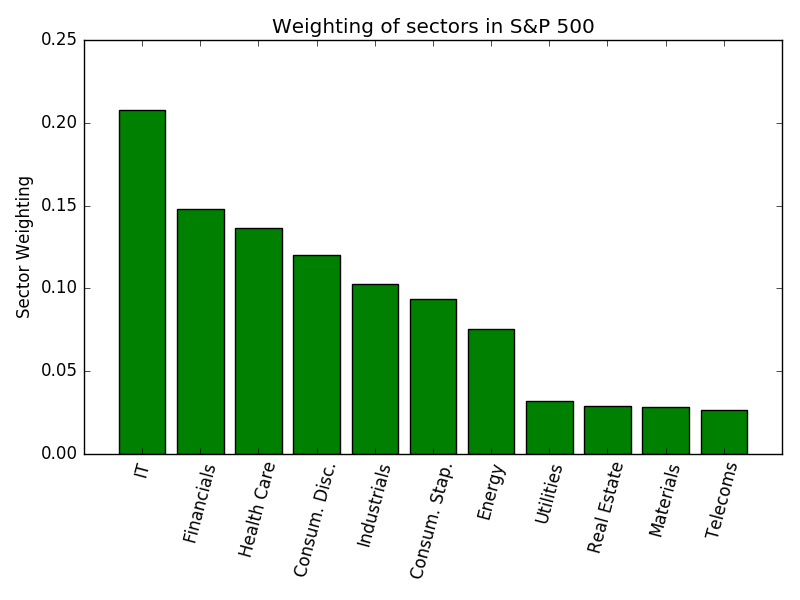 Weighting of sectors in S&P 500
Sector Weighting
0.25
0.20
0.15
0.10
0.05
0.00
IT
Financials
Health Care
Consum. Disc.
Industrials
Consum. Stap.
Energy
Utilities
Real Estate
Materials
Telecoms